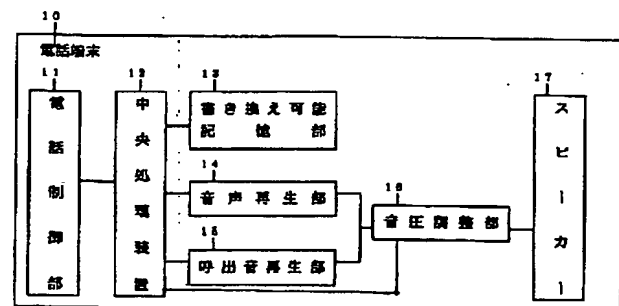 10
電話端末
11
電話制御部
12
中央処理装置
13
書き換え可能
記憶部
14
音声再生部
15
呼出音再生部
16
音圧調整部
17
スピーカー